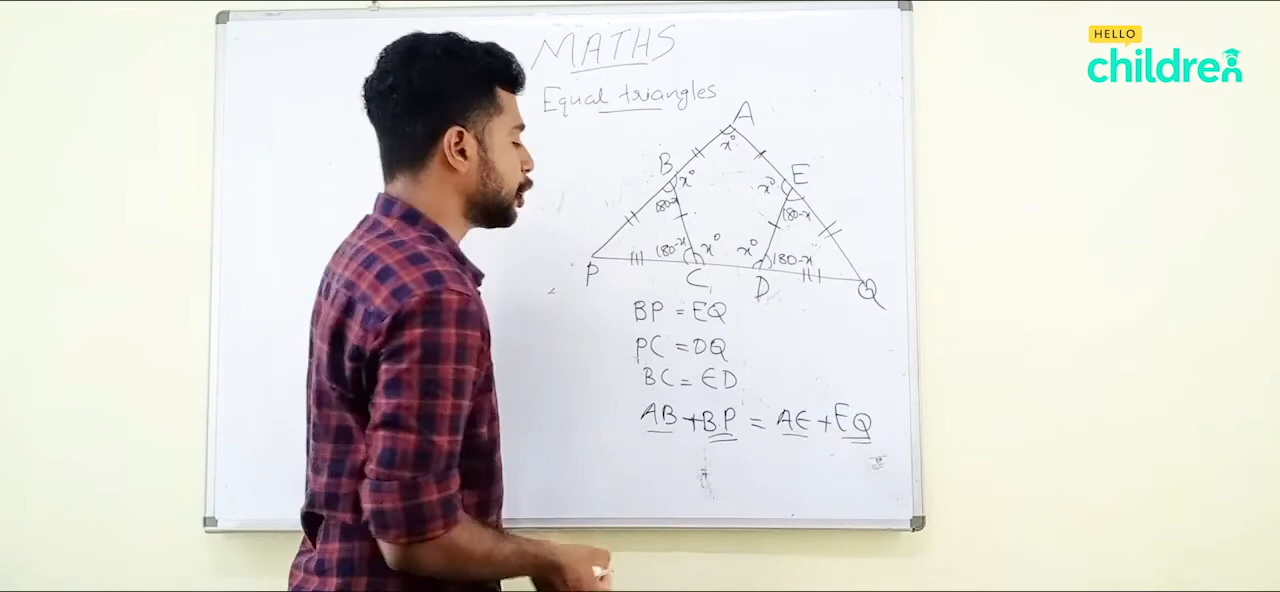 HELLO
children
MATHS
Equal triangles
A
x°
B
x°
E
x°
180-x
180-x
180-x
x°
x°
180-x
P
C
D
Q
BP = EQ
PC = DQ
BC = ED
AB + BP = AE + EQ